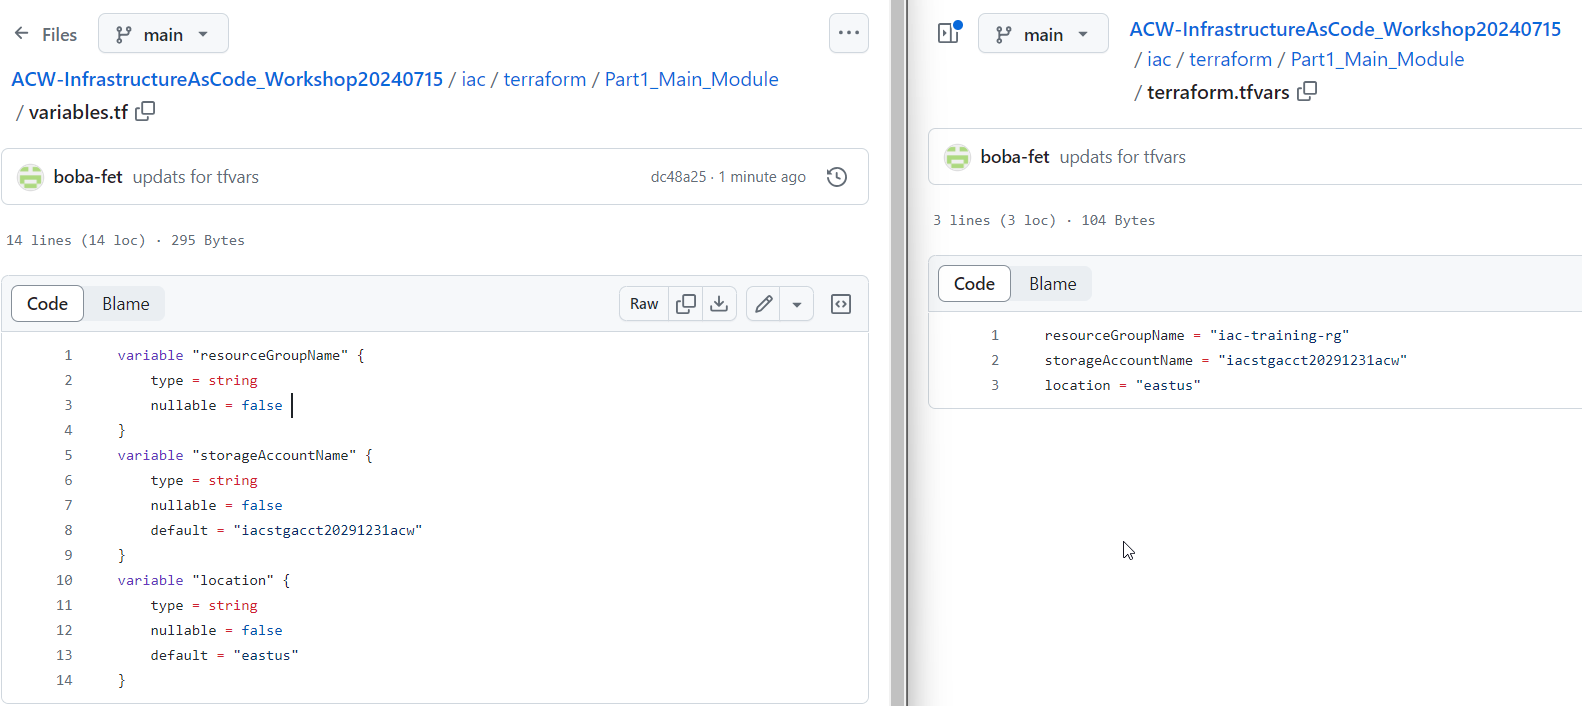 Files
main
ACW-InfrastructureAsCode_Workshop20240715 / iac / terraform / Part1_Main_Module
/ variables.tf
boba-fet updats for tfvars dc48a25 · 1 minute ago
14 lines (14 loc) · 295 Bytes
Code Blame Raw
1 variable "resourceGroupName" {
2 type = string
3 nullable = false
4 }
5 variable "storageAccountName" {
6 type = string
7 nullable = false
8 default = "iacstgacct20291231acw"
9 }
10 variable "location" {
11 type = string
12 nullable = false
13 default = "eastus"
14 }
main
ACW-InfrastructureAsCode_Workshop20240715
/ iac / terraform / Part1_Main_Module
/ terraform.tfvars
boba-fet updats for tfvars
3 lines (3 loc) · 104 Bytes
Code Blame
1 resourceGroupName = "iac-training-rg"
2 storageAccountName = "iacstgacct20291231acw"
3 location = "eastus"